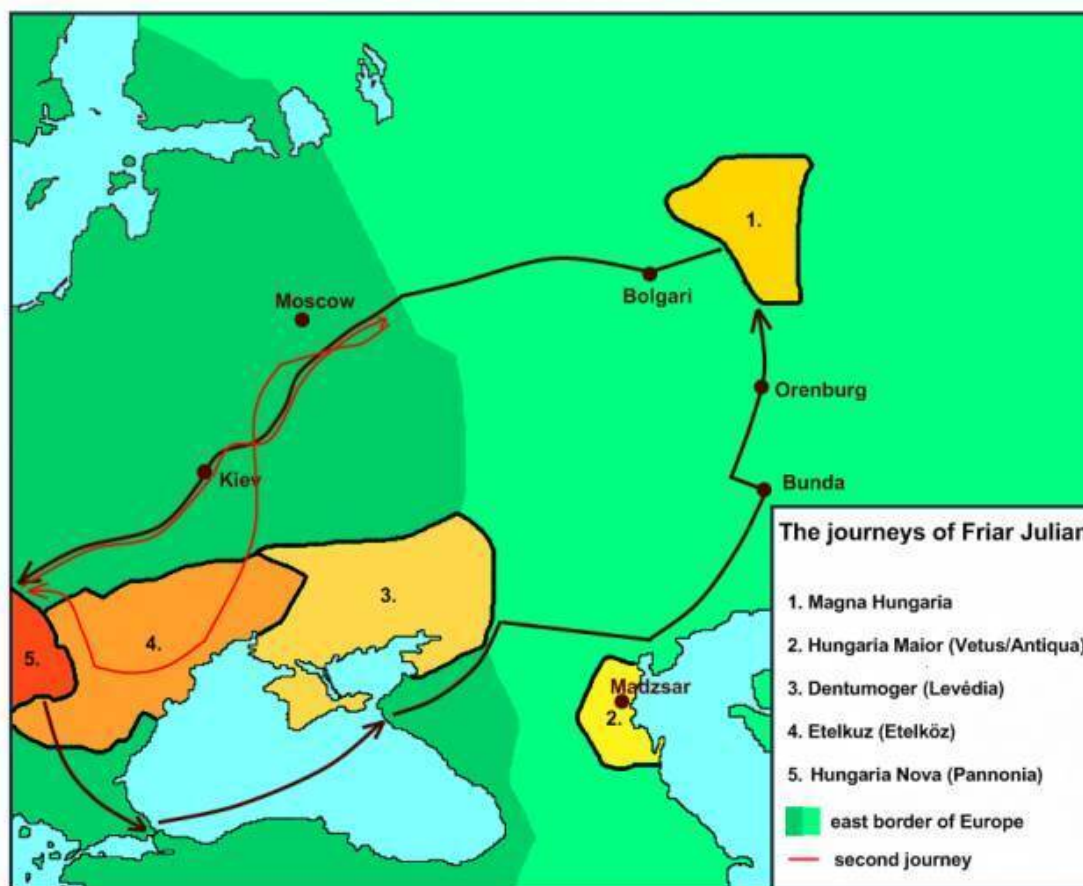 1.
Moscow
Bolgari
Orenburg
Kiev
Bunda
3.
4.
5.
Madzsar
2.
The journeys of Friar Julian
1. Magna Hungaria
2. Hungaria Maior (Vetus/Antiqua)
3. Dentumoger (Levédia)
4. Etelkuz (Etelköz)
5. Hungaria Nova (Pannonia)
east border of Europe
second journey